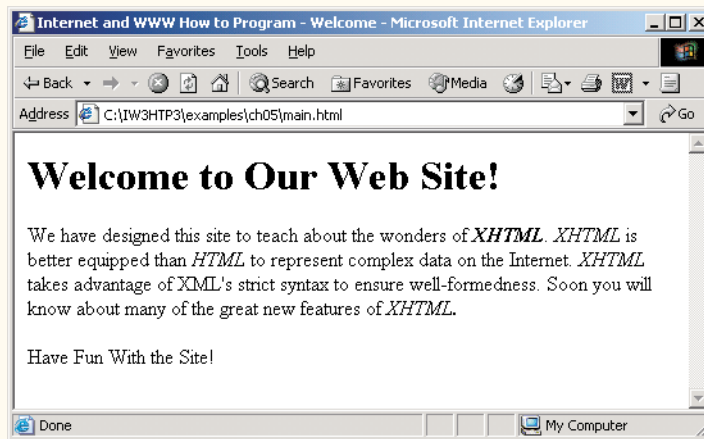 Internet and WWW How to Program - Welcome - Microsoft Internet Explorer
File Edit View Favorites Tools Help
Back Search Favorites Media
Address C:\IW3HTP3\examples\ch05\main.html Go
Welcome to Our Web Site!
We have designed this site to teach about the wonders of XHTML. XHTML is
better equipped than HTML to represent complex data on the Internet. XHTML
takes advantage of XML's strict syntax to ensure well-formedness. Soon you will
know about many of the great new features of XHTML.
Have Fun With the Site!
Done My Computer